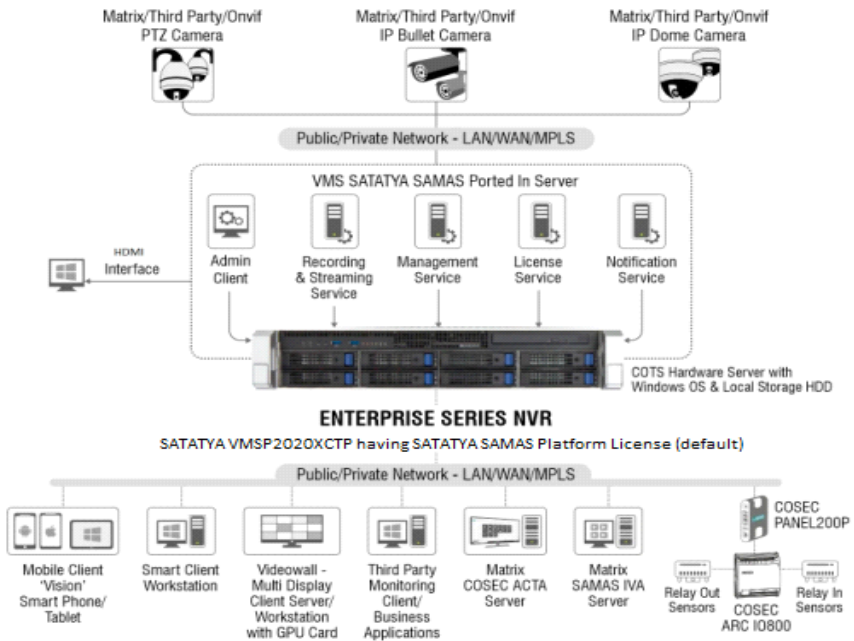 Matrix/Third Party/Onvif
PTZ Camera
Matrix/Third Party/Onvif
IP Bullet Camera
Matrix/Third Party/Onvif
IP Dome Camera
Public/Private Network - LAN/WAN/MPLS
VMS SATATYA SAMAS Ported In Server
HDMI
Interface
Admin
Client
Recording
& Streaming
Service
Management
Service
License
Service
Notification
Service
COTS Hardware Server with
Windows OS & Local Storage HDD
ENTERPRISE SERIES NVR
SATATYA VMSP2020XCTP having SATATYA SAMAS Platform License (default)
Public/Private Network - LAN/WAN/MPLS
Mobile Client
'Vision'
Smart Phone/
Tablet
Smart Client
Workstation
Videowall -
Multi Display
Client Server/
Workstation
with GPU Card
Third Party
Monitoring
Client/
Business
Applications
Matrix
COSEC ACTA
Server
Matrix
SAMAS IVA
Server
COSEC
PANEL200P
Relay Out
Sensors
COSEC
ARC IO800
Relay In
Sensors